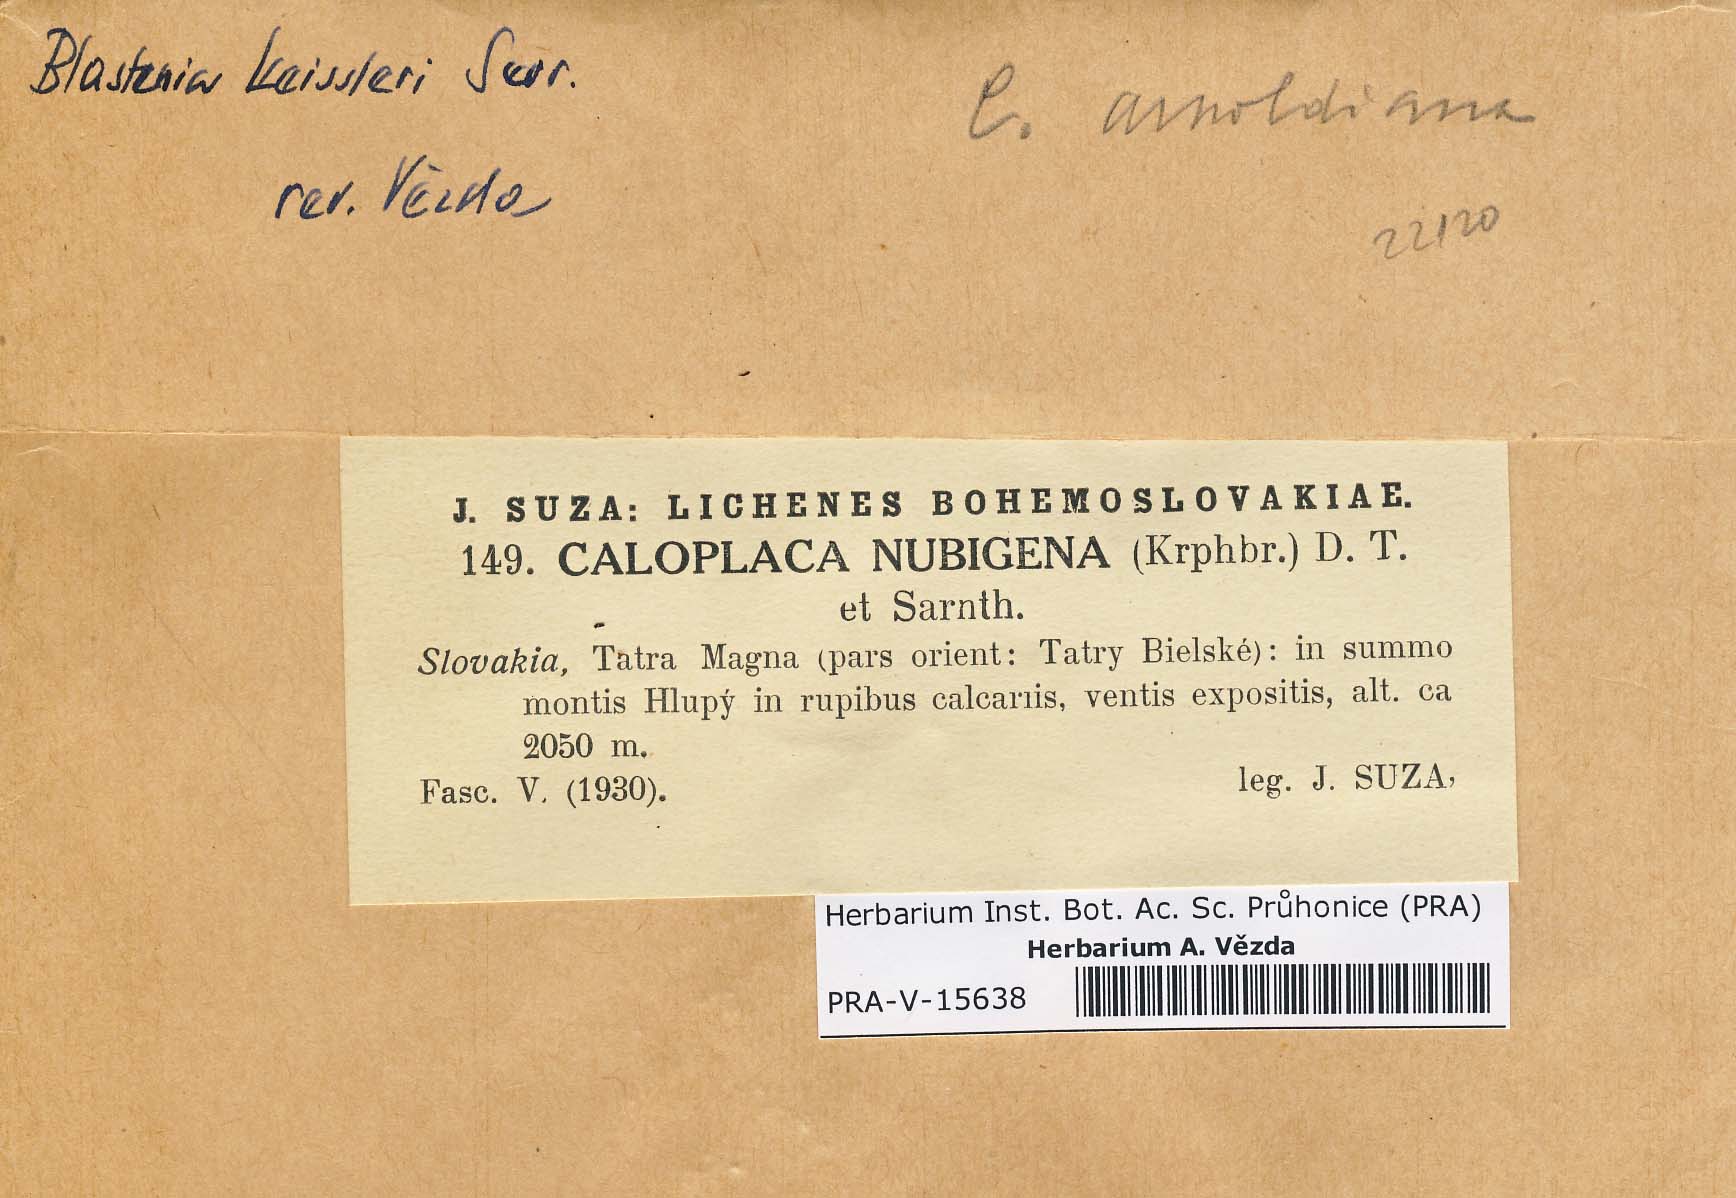 Blastenia Keissleri Serv.
rev. Vězda
C. arnoldiana
22120
J. SUZA: LICHENES BOHEMOSLOVAKIAE.
149. CALOPLACA NUBIGENA (Krphbr.) D. T.
et Sarnth.
Slovakia, Tatra Magna (pars orient: Tatry Bielské): in summo
montis Hlupý in rupibus calcariis, ventis expositis, alt. ca
2050 m.
Fasc. V. (1930).
leg. J. SUZA,
Herbarium Inst. Bot. Ac. Sc. Průhonice (PRA)
Herbarium A. Vězda
PRA-V-15638